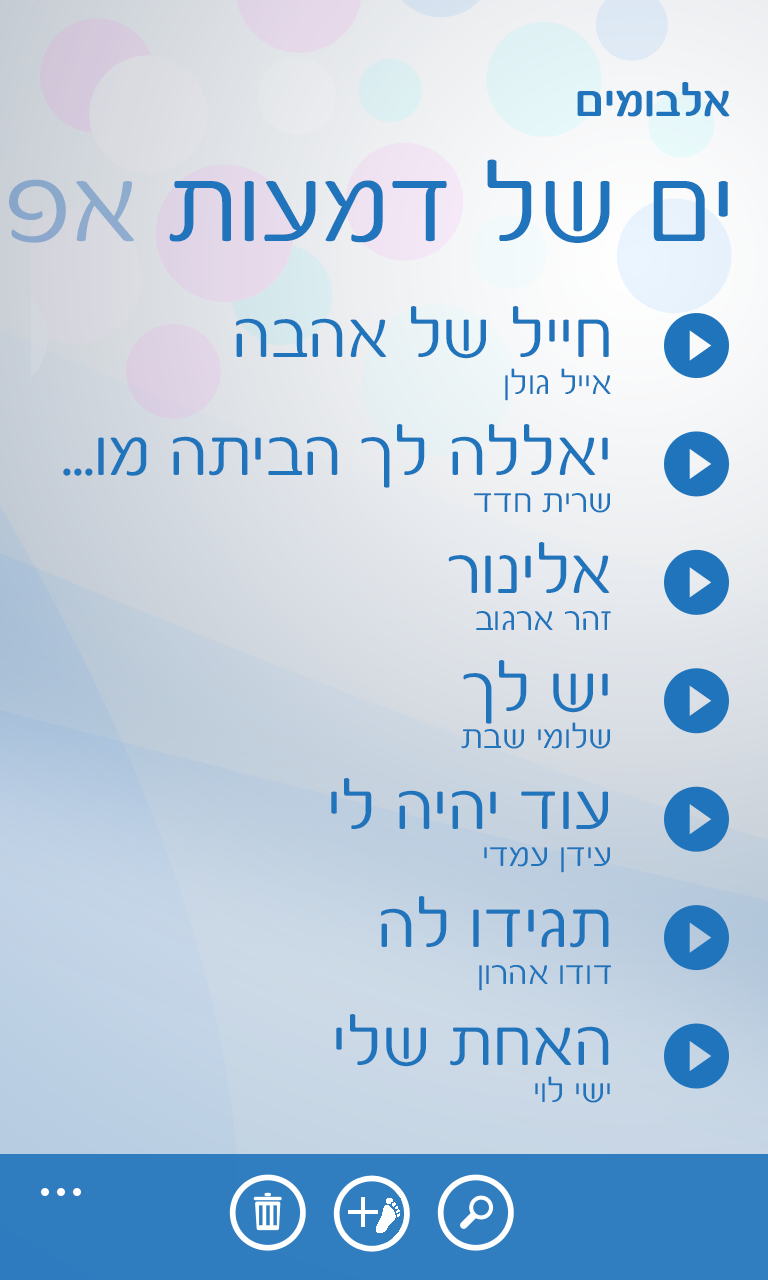 אלבומים
ים של דמעות אפ
חייל של אהבה
אייל גולן
יאללה לך הביתה מו...
שרית חדד
אלינור
זהר ארגוב
יש לך
שלומי שבת
עוד יהיה לי
עידן עמדי
תגידו לה
דודו אהרון
האחת שלי
ישי לוי